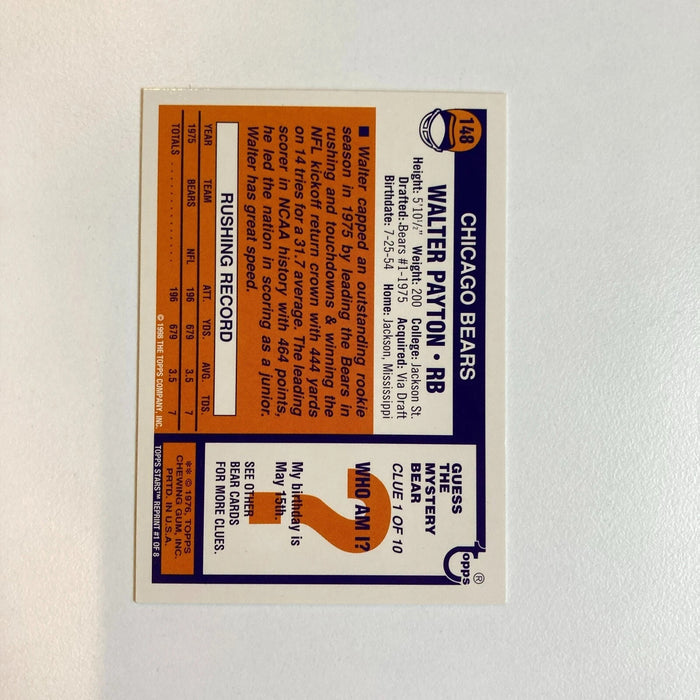 148
CHICAGO BEARS
WALTER PAYTON • RB
Height: 5'10½" Weight: 200 College: Jackson St.
Drafted: Bears #1-1975 Acquired: Via Draft
Birthdate: 7-25-54 Home: Jackson, Mississippi
■ Walter capped an outstanding rookie
season in 1975 by leading the Bears in
rushing and touchdowns & winning the
NFL kickoff return crown with 444 yards
on 14 tries for a 31.7 average. The leading
scorer in NCAA history with 464 points,
he led the nation in scoring as a junior.
Walter has great speed.
RUSHING RECORD
YEAR TEAM ATT. YDS. AVG. TDS.
1975 BEARS NFL 196 679 3.5 7
TOTALS . . . . . . . . . . . . . . 196 679 3.5 7
© 1998 THE TOPPS COMPANY, INC.
topps ®
GUESS
THE
MYSTERY
BEAR
CLUE 1 OF 10
?
WHO AM I?
My birthday is
May 15th.
SEE OTHER
BEAR CARDS
FOR MORE CLUES.
** © 1976, TOPPS
CHEWING GUM, INC.
PRTD. IN U.S.A.
TOPPS STARS™ REPRINT #1 OF 8